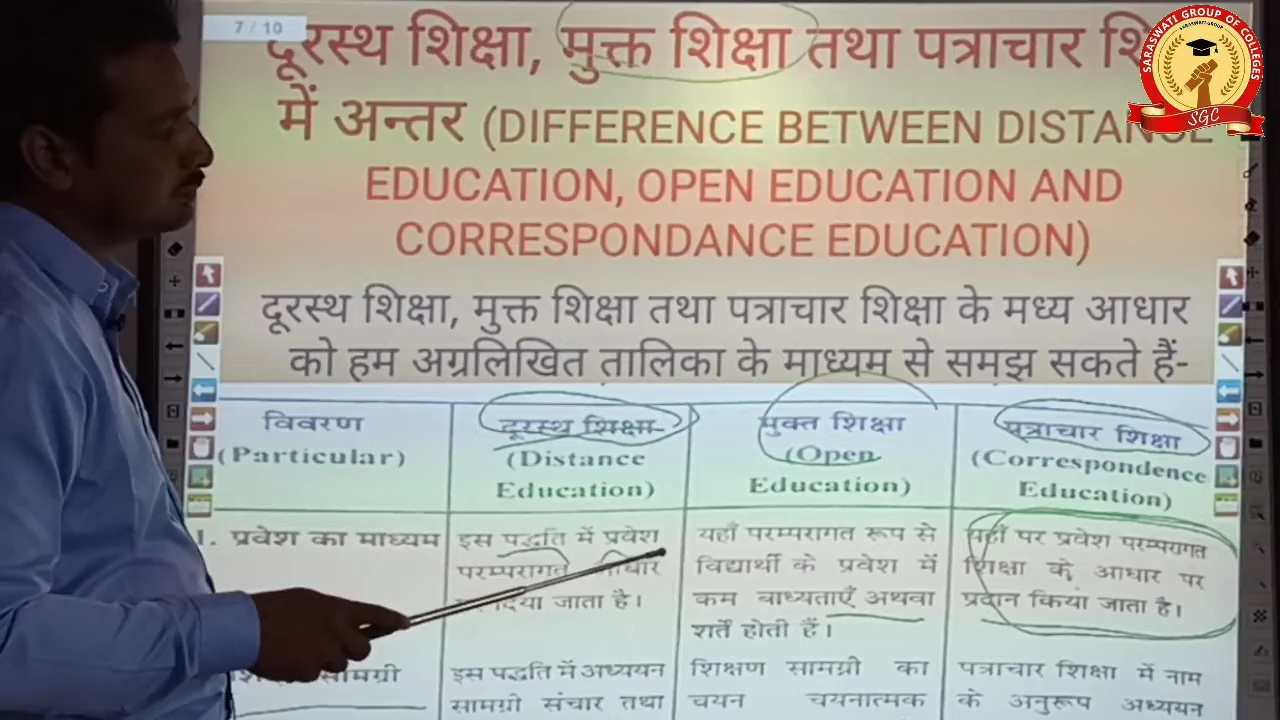 7 / 10
दूरस्थ शिक्षा, मुक्त शिक्षा तथा पत्राचार
में अन्तर (DIFFERENCE BETWEEN DISTANCE
EDUCATION, OPEN EDUCATION AND
CORRESPONDANCE EDUCATION)
दूरस्थ शिक्षा, मुक्त शिक्षा तथा पत्राचार शिक्षा के मध्य आधार
को हम अग्रलिखित तालिका के माध्यम से समझ सकते हैं-
विवरण
(Particular)
दूरस्थ शिक्षा
(Distance
Education)
मुक्त शिक्षा
(Open
Education)
पत्राचार शिक्षा
(Correspondence
Education)
1. प्रवेश का माध्यम
इस पद्धति में प्रवेश
परम्परागत आधार
दिया जाता है।
यहाँ परम्परागत रूप से
विद्यार्थी के प्रवेश में
कम बाध्यताएँ अथवा
शर्तें होती हैं।
यहाँ पर प्रवेश परम्परागत
शिक्षा के आधार पर
प्रदान किया जाता है।
सामग्री
इस पद्धति में अध्ययन
सामग्री संचार तथा
शिक्षण सामग्री का
चयन चयनात्मक
पत्राचार शिक्षा में नाम
के अनुरूप अध्ययन
SARASWATI GROUP OF COLLEGES
SARASWATI GROUP
SGC